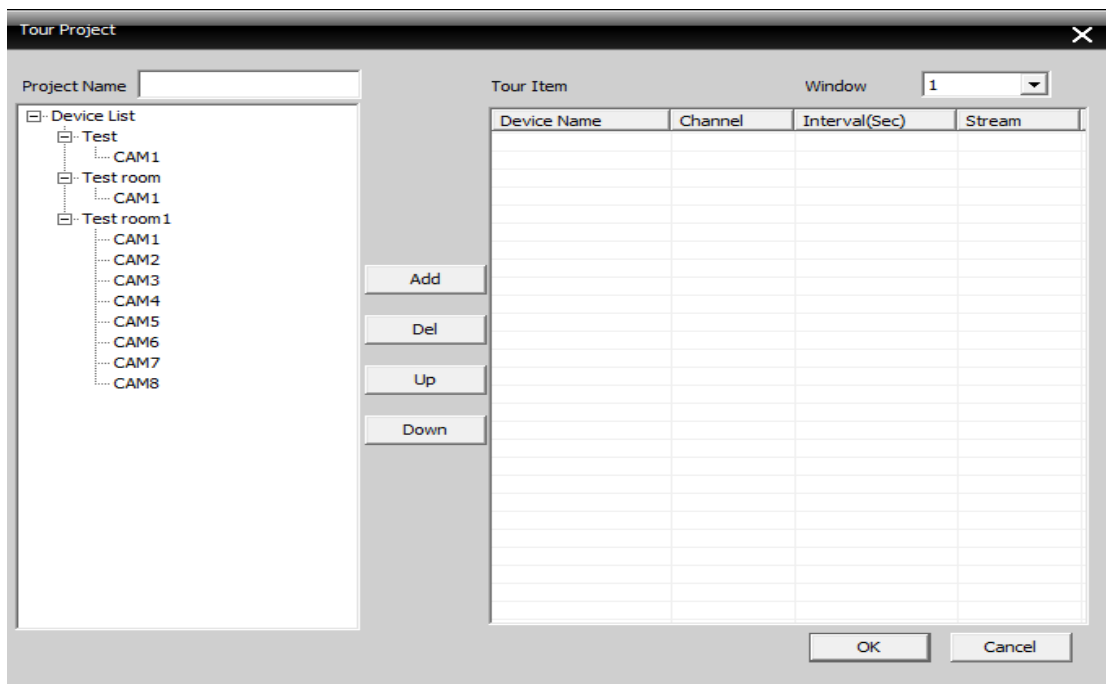 Tour Project
Project Name
Tour Item
Window
1
Device List
Test
CAM1
Test room
CAM1
Test room1
CAM1
CAM2
CAM3
CAM4
CAM5
CAM6
CAM7
CAM8
Add
Del
Up
Down
Device Name Channel Interval(Sec) Stream
OK
Cancel